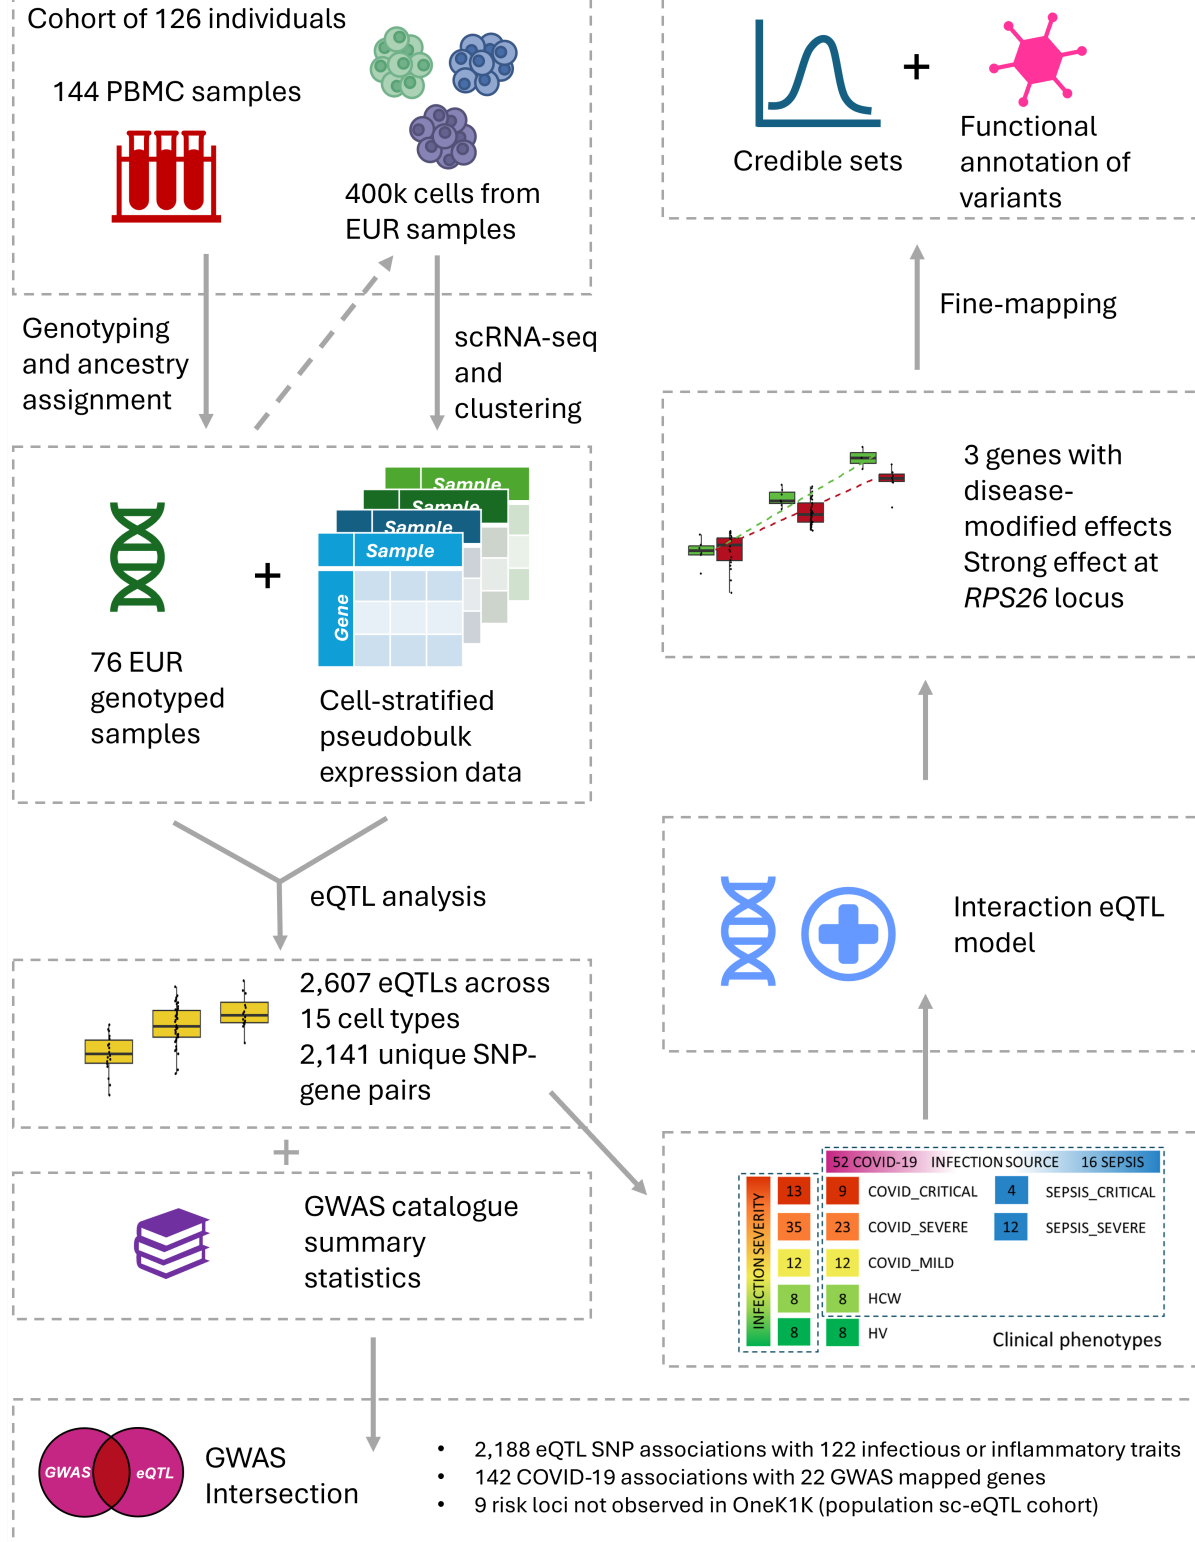 Cohort of 126 individuals
144 PBMC samples
400k cells from
EUR samples
Genotyping
and ancestry
assignment
scRNA-seq
and
clustering
76 EUR
genotyped
samples
+
Sample
Sample
Sample
Sample
Gene
Cell-stratified
pseudobulk
expression data
eQTL analysis
2,607 eQTLs across
15 cell types
2,141 unique SNP-
gene pairs
+
GWAS catalogue
summary
statistics
Credible sets
+
Functional
annotation of
variants
Fine-mapping
3 genes with
disease-
modified effects
Strong effect at
RPS26 locus
Interaction eQTL
model
52 COVID-19 INFECTION SOURCE 16 SEPSIS
INFECTION SEVERITY
13 9 COVID_CRITICAL 4 SEPSIS_CRITICAL
35 23 COVID_SEVERE 12 SEPSIS_SEVERE
12 12 COVID_MILD
8 8 HCW
8 8 HV
Clinical phenotypes
GWAS eQTL
GWAS
Intersection
• 2,188 eQTL SNP associations with 122 infectious or inflammatory traits
• 142 COVID-19 associations with 22 GWAS mapped genes
• 9 risk loci not observed in OneK1K (population sc-eQTL cohort)